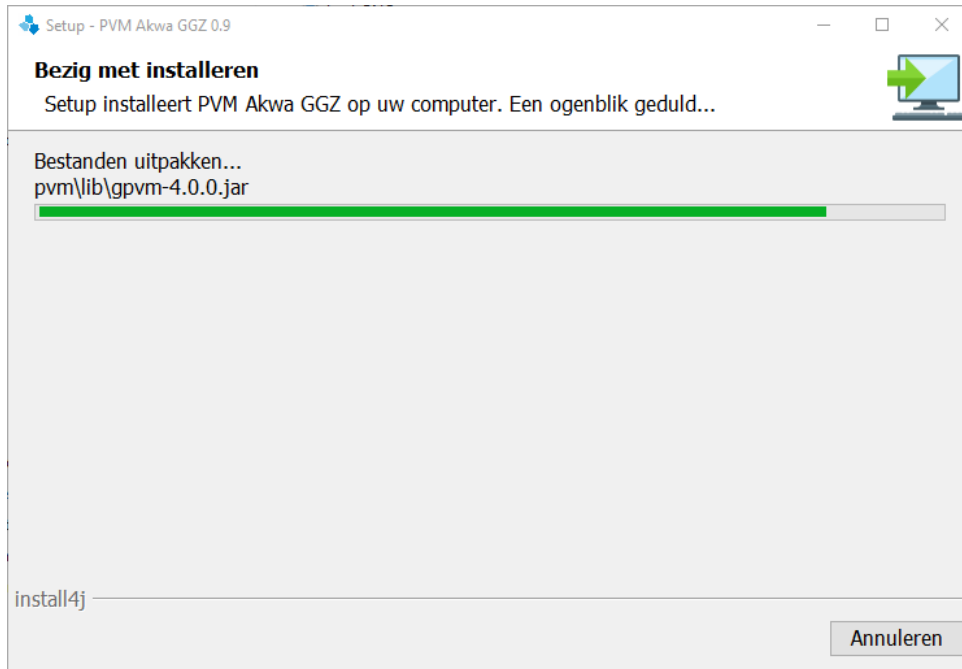 Setup - PVM Akwa GGZ 0.9
Bezig met installeren
Setup installeert PVM Akwa GGZ op uw computer. Een ogenblik geduld...
Bestanden uitpakken...
pvm\lib\gpvm-4.0.0.jar
install4j
Annuleren